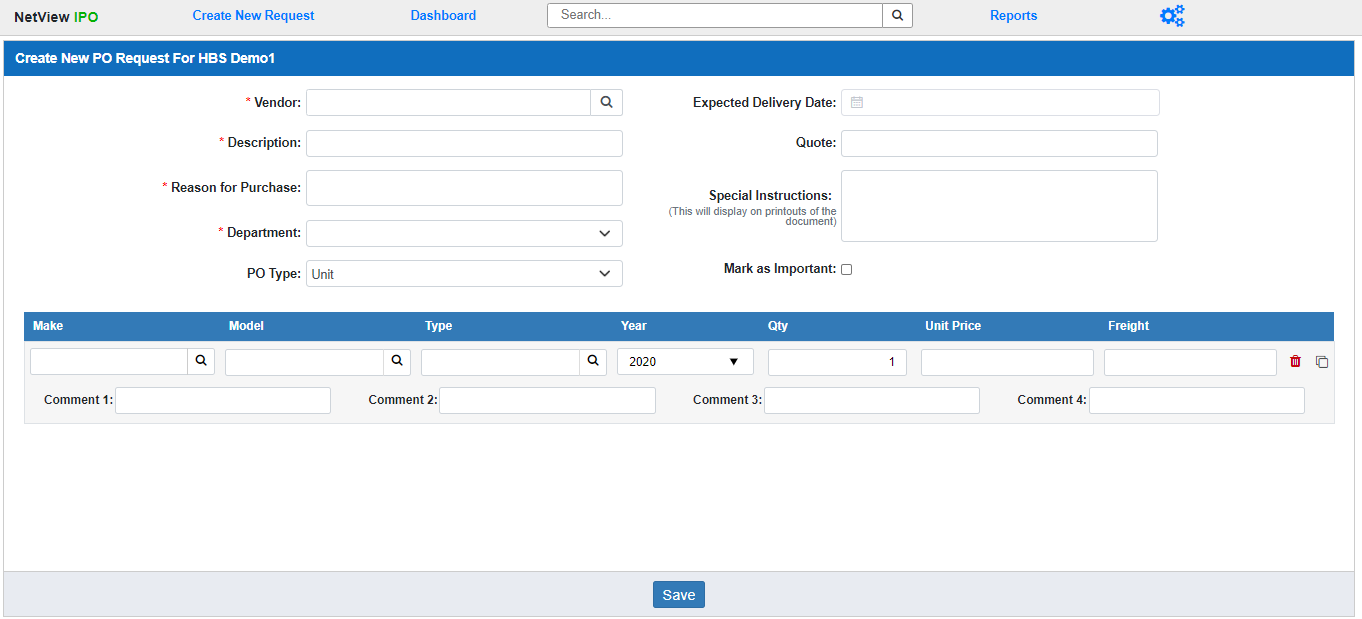 NetView IPO Create New Request Dashboard Search... Reports
Create New PO Request For HBS Demo1
* Vendor:
* Description:
* Reason for Purchase:
* Department:
PO Type: Unit
Expected Delivery Date:
Quote:
Special Instructions:
(This will display on printouts of the
document)
Mark as Important:
Make Model Type Year Qty Unit Price Freight
2020 1
Comment 1: Comment 2: Comment 3: Comment 4:
Save